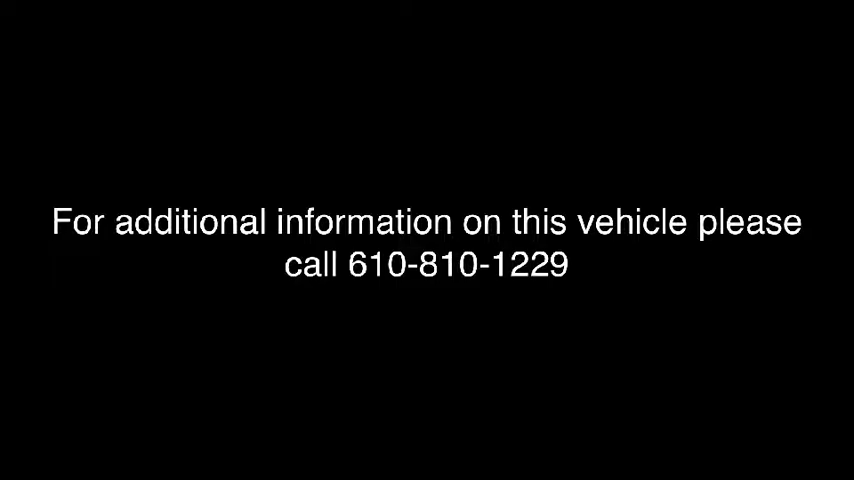 For additional information on this vehicle please
call 610-810-1229